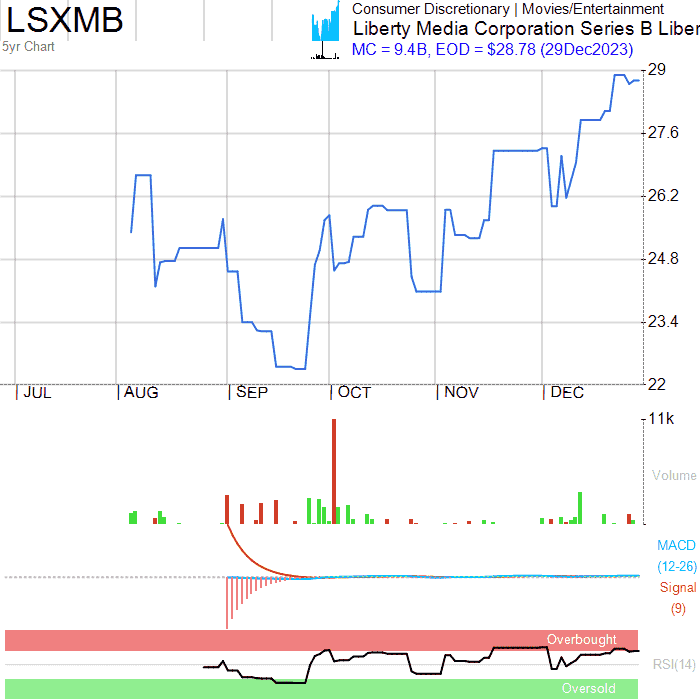 LSXMB
5yr Chart
Consumer Discretionary | Movies/Entertainment
Liberty Media Corporation Series B Liber
MC = 9.4B, EOD = $28.78 (29Dec2023)
29
27.6
26.2
24.8
23.4
22
JUL AUG SEP OCT NOV DEC
11k
Volume
MACD
(12-26)
Signal
(9)
Overbought
RSI(14)
Oversold